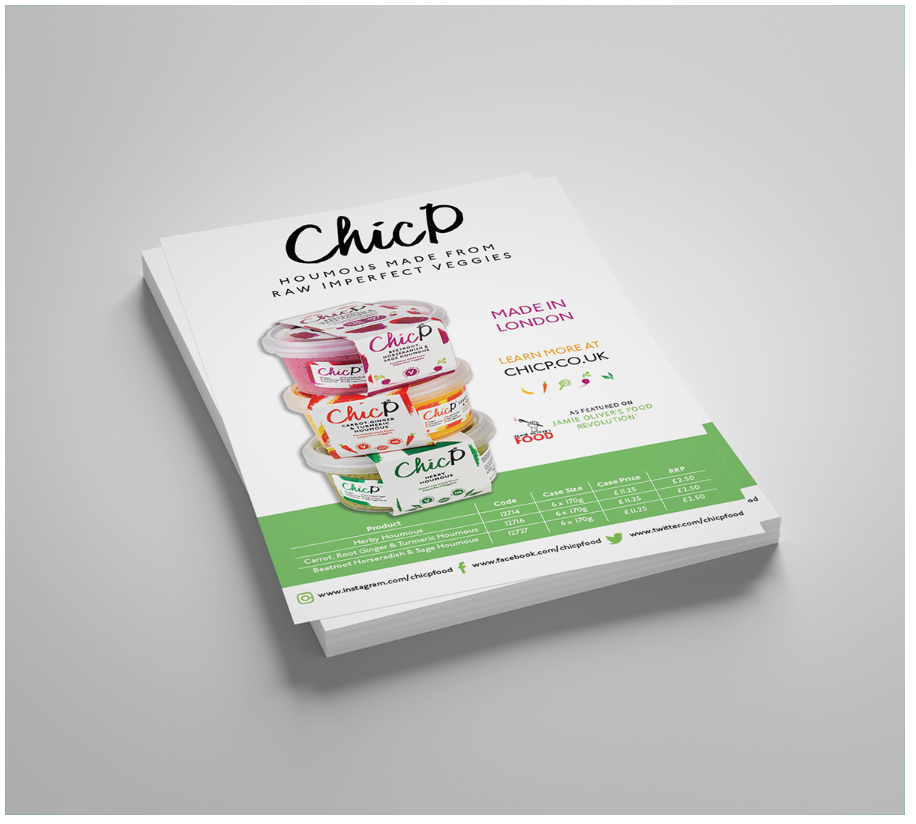 ChicP
HOUMOUS MADE FROM
RAW IMPERFECT VEGGIES
ChicP
BEETROOT
HORSERADISH &
SAGE HOUMOUS
ChicP
ChicP
CARROT GINGER
& TURMERIC
HOUMOUS
ChicP
ChicP
HERBY
HOUMOUS
ChicP
MADE IN
LONDON
LEARN MORE AT
CHICP.CO.UK
AS FEATURED ON
JAMIE OLIVER'S FOOD
REVOLUTION
FOOD
Product Code Case Size Case Price RRP
Herby Houmous 12714 6 x 170g £11.25 £2.50
Carrot, Root Ginger & Turmeric Houmous 12716 6 x 170g £11.25 £2.50
Beetroot Horseradish & Sage Houmous 12727 6 x 170g £11.25 £2.50
www.instagram.com/chicpfood www.facebook.com/chicpfood www.twitter.com/chicpfood
od